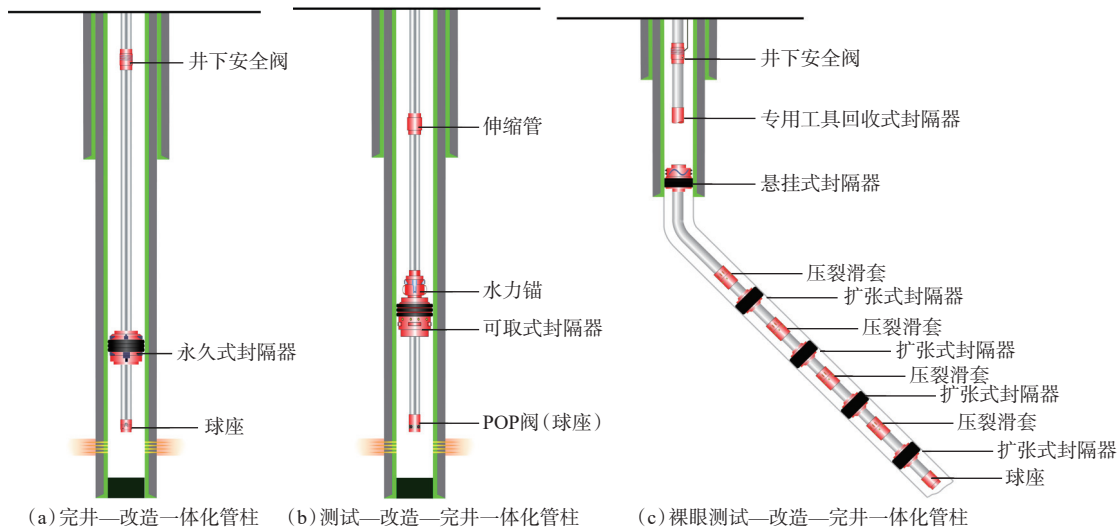 井下安全阀
永久式封隔器
球座
(a)完井—改造一体化管柱
伸缩管
水力锚
可取式封隔器
POP阀(球座)
(b)测试—改造—完井一体化管柱
井下安全阀
专用工具回收式封隔器
悬挂式封隔器
压裂滑套
扩张式封隔器
压裂滑套
扩张式封隔器
压裂滑套
扩张式封隔器
压裂滑套
扩张式封隔器
球座
(c)裸眼测试—改造—完井一体化管柱